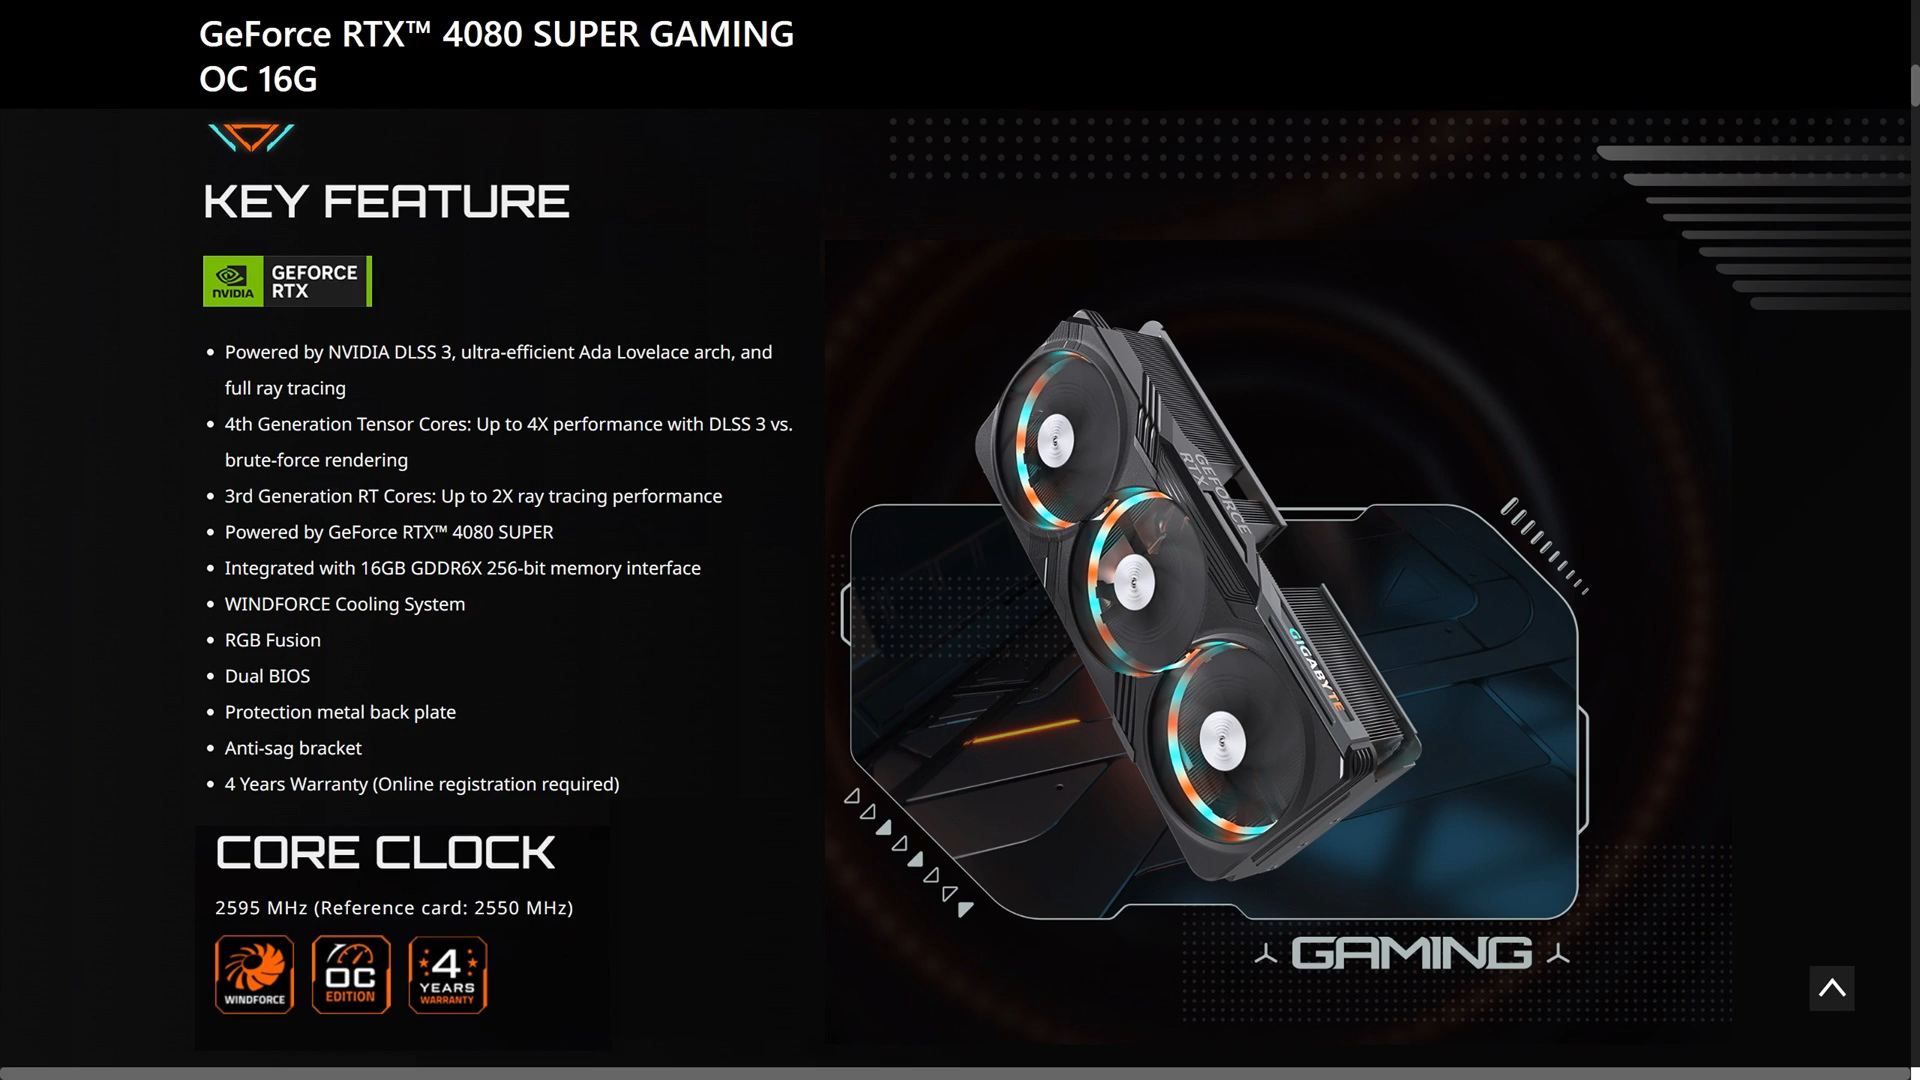 GeForce RTX™ 4080 SUPER GAMING
OC 16G
KEY FEATURE
NVIDIA
GEFORCE
RTX
• Powered by NVIDIA DLSS 3, ultra-efficient Ada Lovelace arch, and
full ray tracing
• 4th Generation Tensor Cores: Up to 4X performance with DLSS 3 vs.
brute-force rendering
• 3rd Generation RT Cores: Up to 2X ray tracing performance
• Powered by GeForce RTX™ 4080 SUPER
• Integrated with 16GB GDDR6X 256-bit memory interface
• WINDFORCE Cooling System
• RGB Fusion
• Dual BIOS
• Protection metal back plate
• Anti-sag bracket
• 4 Years Warranty (Online registration required)
CORE CLOCK
2595 MHz (Reference card: 2550 MHz)
WINDFORCE
OC
EDITION
4
YEARS
WARRANTY
GEFORCE
RTX
GIGABYTE
GAMING